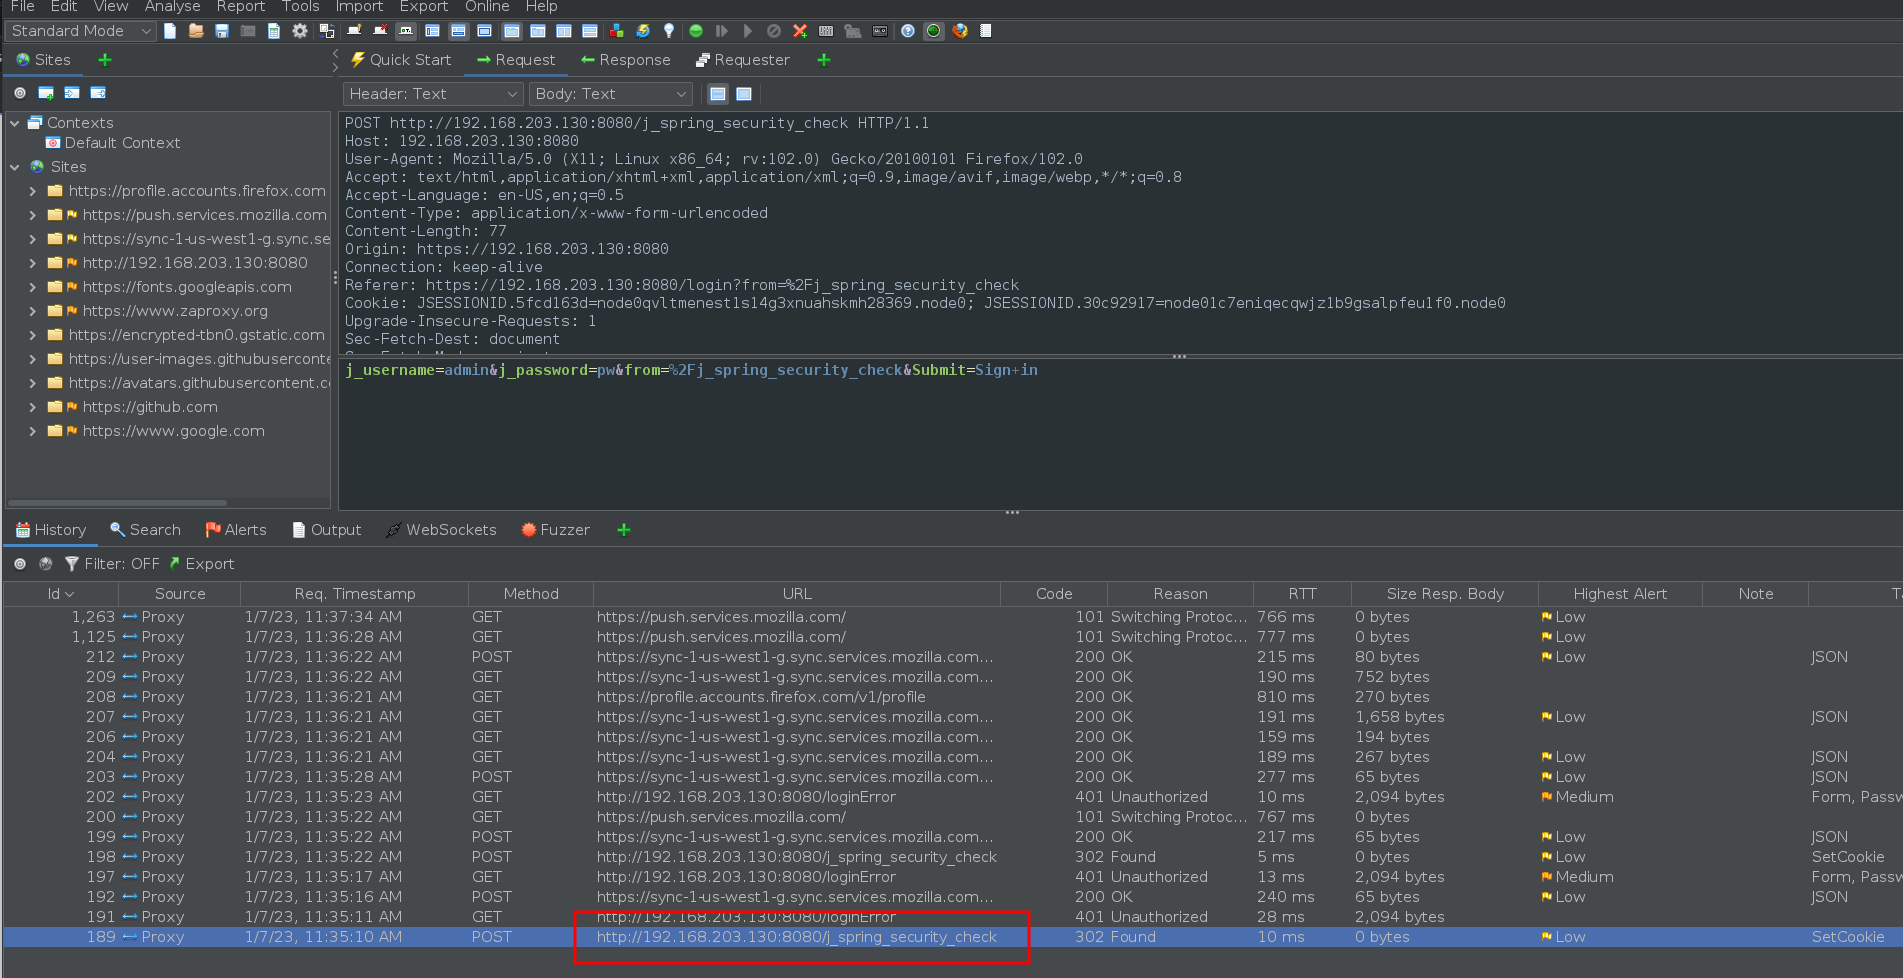 File Edit View Analyse Report Tools Import Export Online Help
Standard Mode
Sites
Quick Start Request Response Requester
Header: Text Body: Text
Contexts
Default Context
Sites
https://profile.accounts.firefox.com
https://push.services.mozilla.com
https://sync-1-us-west1-g.sync.se
http://192.168.203.130:8080
https://fonts.googleapis.com
https://www.zaproxy.org
https://encrypted-tbn0.gstatic.com
https://user-images.githubuserconte
https://avatars.githubusercontent.c
https://github.com
https://www.google.com
POST http://192.168.203.130:8080/j_spring_security_check HTTP/1.1
Host: 192.168.203.130:8080
User-Agent: Mozilla/5.0 (X11; Linux x86_64; rv:102.0) Gecko/20100101 Firefox/102.0
Accept: text/html,application/xhtml+xml,application/xml;q=0.9,image/avif,image/webp,*/*;q=0.8
Accept-Language: en-US,en;q=0.5
Content-Type: application/x-www-form-urlencoded
Content-Length: 77
Origin: https://192.168.203.130:8080
Connection: keep-alive
Referer: https://192.168.203.130:8080/login?from=%2Fj_spring_security_check
Cookie: JSESSIONID.5fcd163d=node0qvltmenest1s14g3xnuahskmh28369.node0; JSESSIONID.30c92917=node01c7eniqecqwjz1b9gsalpfeu1f0.node0
Upgrade-Insecure-Requests: 1
Sec-Fetch-Dest: document
j_username=admin&j_password=pw&from=%2Fj_spring_security_check&Submit=Sign+in
History Search Alerts Output WebSockets Fuzzer
Filter: OFF Export
Id Source Req. Timestamp Method URL Code Reason RTT Size Resp. Body Highest Alert Note
1,263 Proxy 1/7/23, 11:37:34 AM GET https://push.services.mozilla.com/ 101 Switching Protoc... 766 ms 0 bytes Low
1,125 Proxy 1/7/23, 11:36:28 AM GET https://push.services.mozilla.com/ 101 Switching Protoc... 777 ms 0 bytes Low
212 Proxy 1/7/23, 11:36:22 AM POST https://sync-1-us-west1-g.sync.services.mozilla.com... 200 OK 215 ms 80 bytes Low JSON
209 Proxy 1/7/23, 11:36:22 AM GET https://sync-1-us-west1-g.sync.services.mozilla.com... 200 OK 190 ms 752 bytes
208 Proxy 1/7/23, 11:36:21 AM GET https://profile.accounts.firefox.com/v1/profile 200 OK 810 ms 270 bytes
207 Proxy 1/7/23, 11:36:21 AM GET https://sync-1-us-west1-g.sync.services.mozilla.com... 200 OK 191 ms 1,658 bytes Low JSON
206 Proxy 1/7/23, 11:36:21 AM GET https://sync-1-us-west1-g.sync.services.mozilla.com... 200 OK 159 ms 194 bytes
204 Proxy 1/7/23, 11:36:21 AM GET https://sync-1-us-west1-g.sync.services.mozilla.com... 200 OK 189 ms 267 bytes Low JSON
203 Proxy 1/7/23, 11:35:28 AM POST https://sync-1-us-west1-g.sync.services.mozilla.com... 200 OK 277 ms 65 bytes Low JSON
202 Proxy 1/7/23, 11:35:23 AM GET http://192.168.203.130:8080/loginError 401 Unauthorized 10 ms 2,094 bytes Medium Form, Passw
200 Proxy 1/7/23, 11:35:22 AM GET https://push.services.mozilla.com/ 101 Switching Protoc... 767 ms 0 bytes
199 Proxy 1/7/23, 11:35:22 AM POST https://sync-1-us-west1-g.sync.services.mozilla.com... 200 OK 217 ms 65 bytes Low JSON
198 Proxy 1/7/23, 11:35:22 AM POST http://192.168.203.130:8080/j_spring_security_check 302 Found 5 ms 0 bytes Low SetCookie
197 Proxy 1/7/23, 11:35:17 AM GET http://192.168.203.130:8080/loginError 401 Unauthorized 13 ms 2,094 bytes Medium Form, Passw
192 Proxy 1/7/23, 11:35:16 AM POST https://sync-1-us-west1-g.sync.services.mozilla.com... 200 OK 240 ms 65 bytes Low JSON
191 Proxy 1/7/23, 11:35:11 AM GET http://192.168.203.130:8080/loginError 401 Unauthorized 28 ms 2,094 bytes
189 Proxy 1/7/23, 11:35:10 AM POST http://192.168.203.130:8080/j_spring_security_check 302 Found 10 ms 0 bytes Low SetCookie